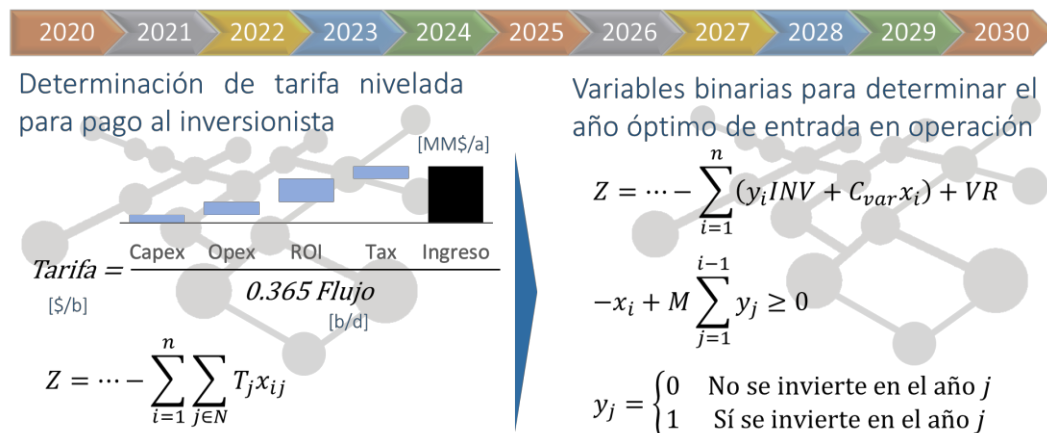 2020 2021 2022 2023 2024 2025 2026 2027 2028 2029 2030
Determinación de tarifa nivelada
para pago al inversionista
[MM$/a]
Capex Opex ROI Tax Ingreso
Tarifa =
0.365 Flujo
[$/b]
[b/d]
Z = ⋯ − ∑_{i=1}^{n} ∑_{j∈N} T_j x_{ij}
Variables binarias para determinar el
año óptimo de entrada en operación
Z = ⋯ − ∑_{i=1}^{n} (y_i INV + C_{var} x_i) + VR
−x_i + M ∑_{j=1}^{i−1} y_j ≥ 0
y_j = { 0 No se invierte en el año j
1 Sí se invierte en el año j